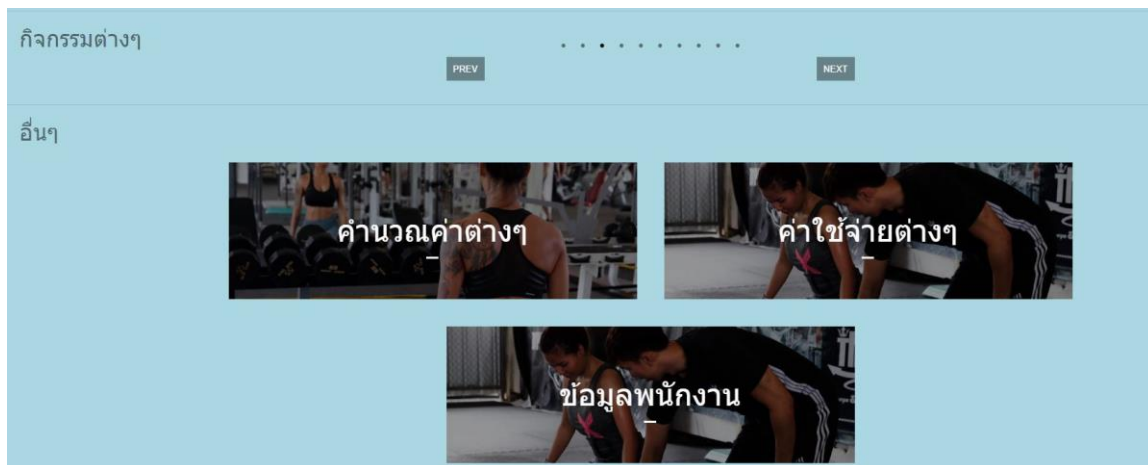 กิจกรรมต่างๆ
PREV
NEXT
อื่นๆ
คำนวณค่าต่างๆ
ค่าใช้จ่ายต่างๆ
ข้อมูลพนักงาน